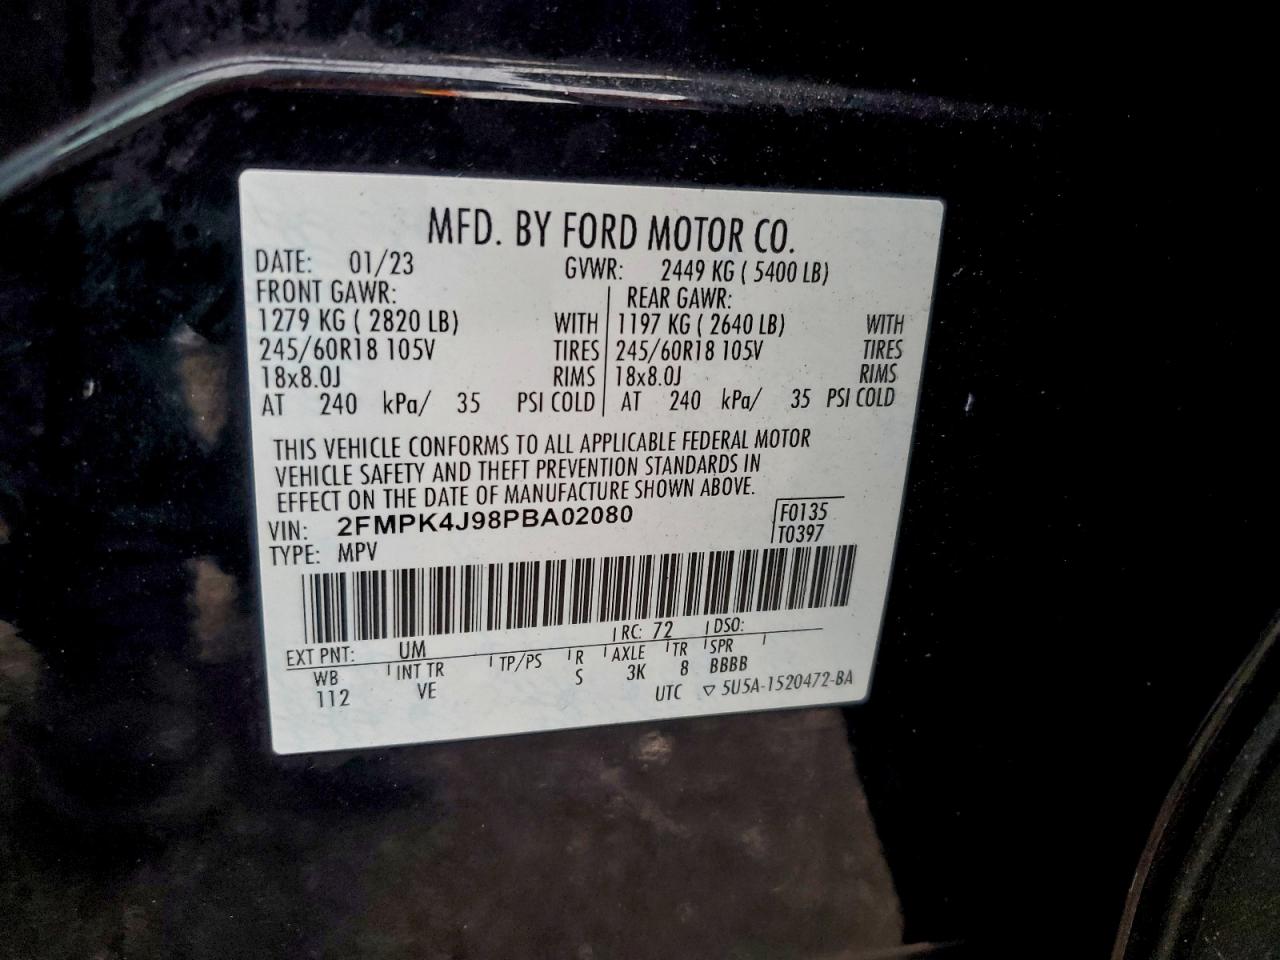 MFD. BY FORD MOTOR CO.
DATE: 01/23 GVWR: 2449 KG ( 5400 LB)
FRONT GAWR: REAR GAWR:
1279 KG ( 2820 LB) WITH 1197 KG ( 2640 LB) WITH
245/60R18 105V TIRES 245/60R18 105V TIRES
18x8.0J RIMS 18x8.0J RIMS
AT 240 kPa/ 35 PSI COLD AT 240 kPa/ 35 PSI COLD
THIS VEHICLE CONFORMS TO ALL APPLICABLE FEDERAL MOTOR
VEHICLE SAFETY AND THEFT PREVENTION STANDARDS IN
EFFECT ON THE DATE OF MANUFACTURE SHOWN ABOVE.
VIN: 2FMPK4J98PBA02080 F0135
TYPE: MPV T0397
EXT PNT: UM RC: 72 DSO:
WB INT TR TP/PS R AXLE TR SPR
112 VE S 3K 8 BBBB
UTC ▽ 5U5A-1520472-BA